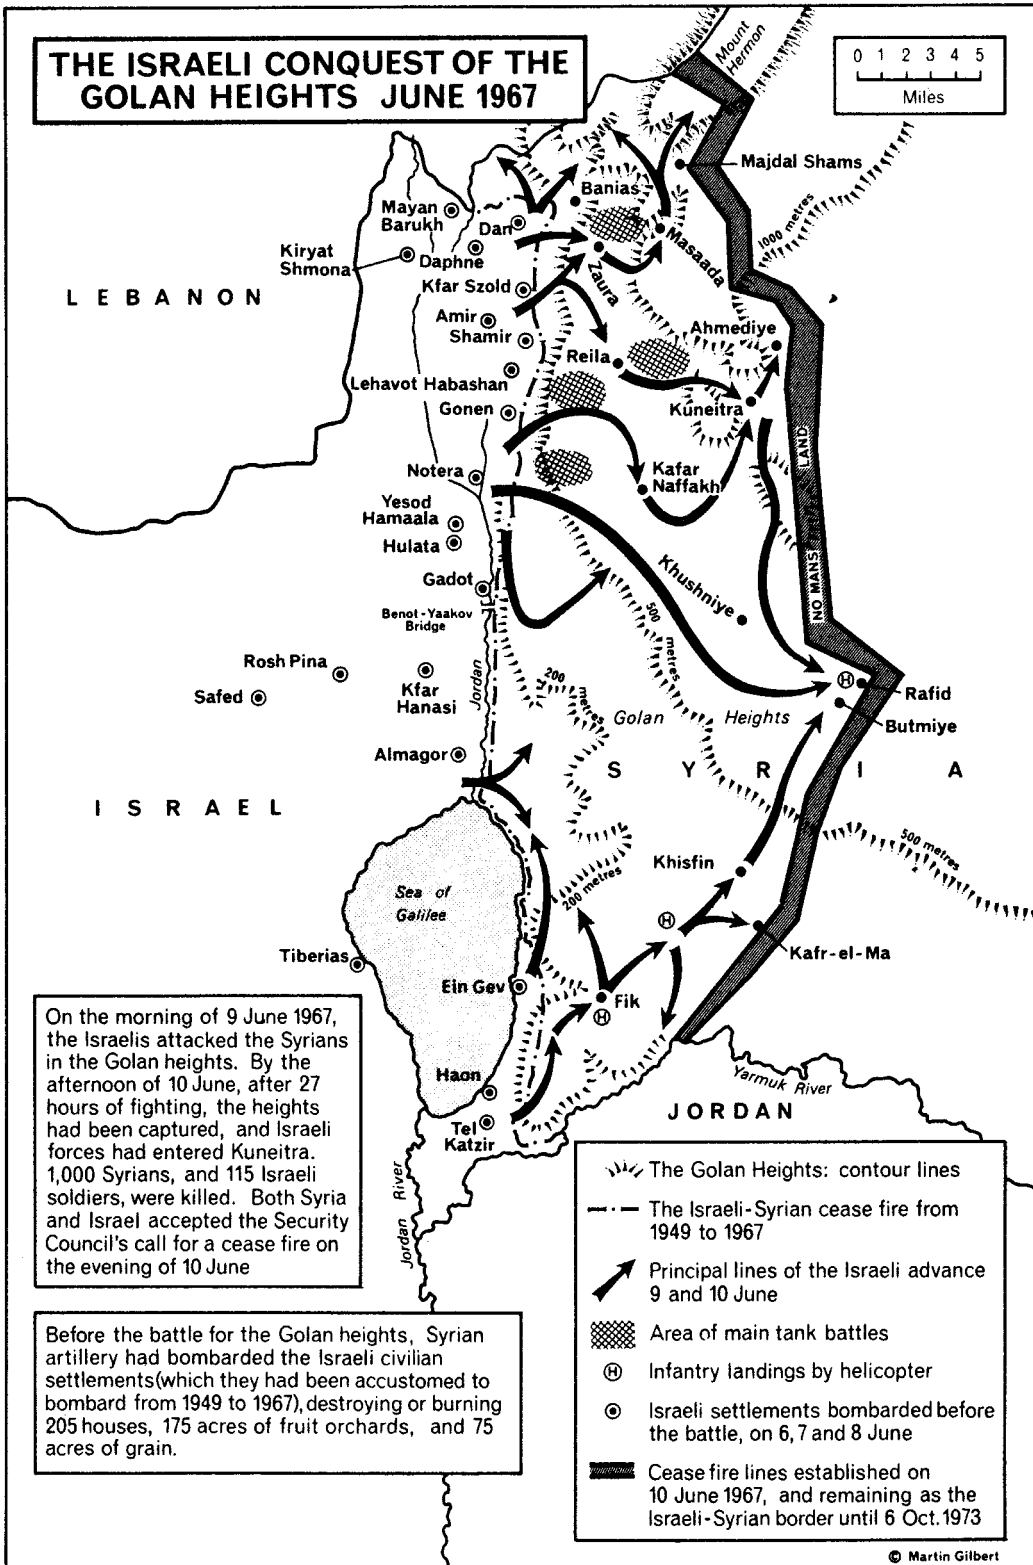 THE ISRAELI CONQUEST OF THE
GOLAN HEIGHTS JUNE 1967
0 1 2 3 4 5
Miles
Mount
Hermon
Majdal Shams
1000 metres
Banias
Mayan
Barukh
Dan
Masaada
Kiryat
Shmona
Daphne
Zaura
LEBANON
Kfar Szold
Amir
Shamir
Ahmediye
Reila
Lehavot Habashan
Gonen
Kuneitra
NO MANS LAND
Notera
Kafar
Naffakh
Yesod
Hamaala
Hulata
Gadot
Khushniye
Benot-Yaakov
Bridge
500 metres
Rosh Pina
Safed
Kfar
Hanasi
Jordan
200 metres
Rafid
Golan Heights
Butmiye
Almagor
SYRIA
ISRAEL
500 metres
Khisfin
Sea of
Galilee
200 metres
Tiberias
Kafr-el-Ma
Ein Gev
Fik
Haon
Yarmuk River
Tel
Katzir
JORDAN
Jordan River
On the morning of 9 June 1967,
the Israelis attacked the Syrians
in the Golan heights. By the
afternoon of 10 June, after 27
hours of fighting, the heights
had been captured, and Israeli
forces had entered Kuneitra.
1,000 Syrians, and 115 Israeli
soldiers, were killed. Both Syria
and Israel accepted the Security
Council's call for a cease fire on
the evening of 10 June
Before the battle for the Golan heights, Syrian
artillery had bombarded the Israeli civilian
settlements(which they had been accustomed to
bombard from 1949 to 1967), destroying or burning
205 houses, 175 acres of fruit orchards, and 75
acres of grain.
The Golan Heights: contour lines
The Israeli-Syrian cease fire from
1949 to 1967
Principal lines of the Israeli advance
9 and 10 June
Area of main tank battles
H Infantry landings by helicopter
Israeli settlements bombarded before
the battle, on 6, 7 and 8 June
Cease fire lines established on
10 June 1967, and remaining as the
Israeli-Syrian border until 6 Oct. 1973
© Martin Gilbert
H
H
H